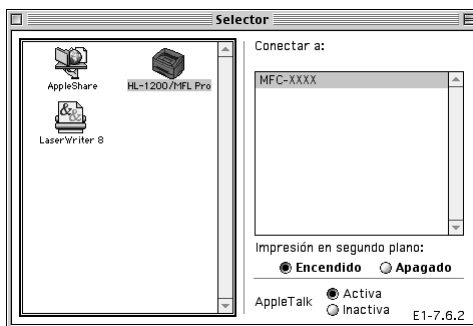 Selector
AppleShare
HL-1200/MFL Pro
LaserWriter 8
Conectar a:
MFC-XXXX
Impresión en segundo plano:
Encendido Apagado
AppleTalk
Activa
Inactiva
E1-7.6.2